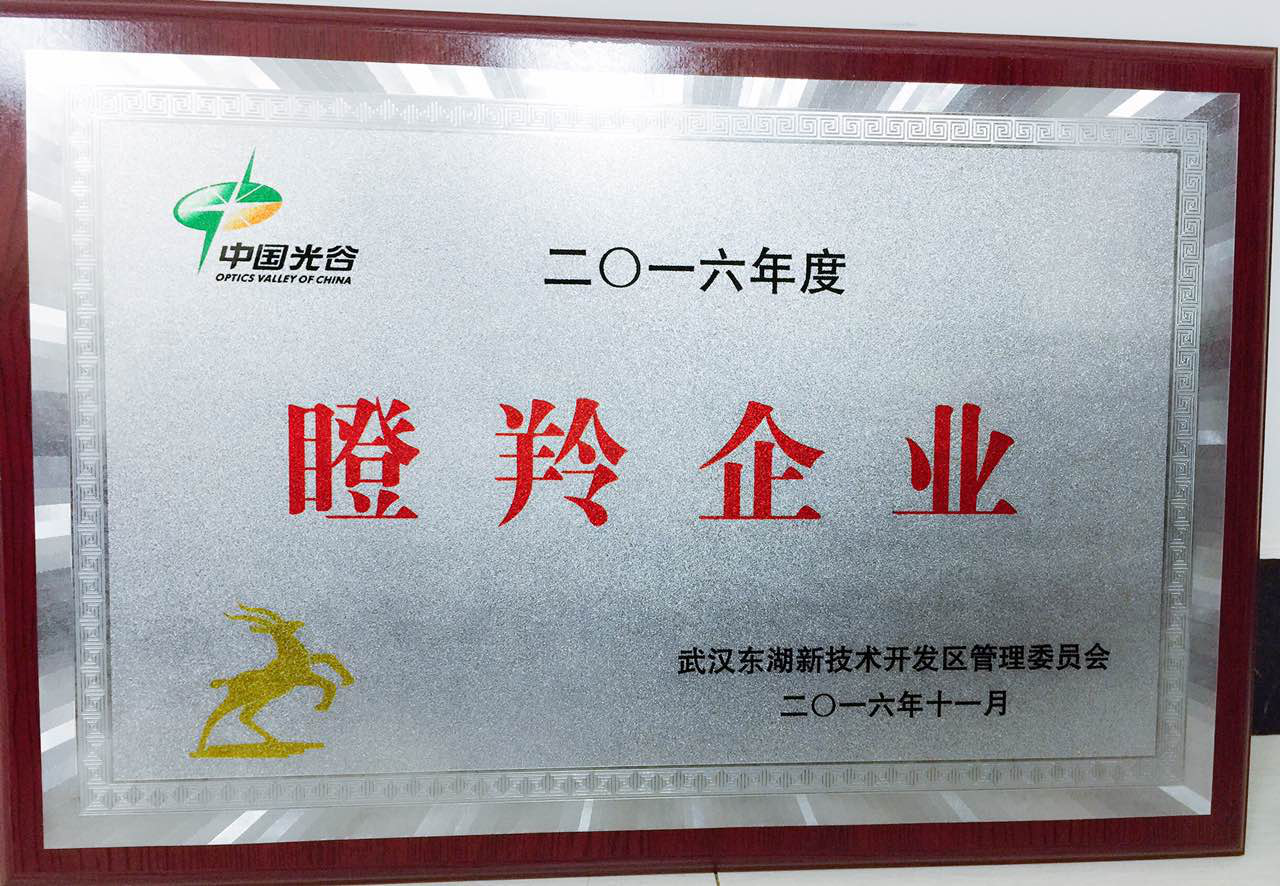 中国光谷
OPTICS VALLEY OF CHINA
二〇一六年度
瞪羚企业
武汉东湖新技术开发区管理委员会
二〇一六年十一月